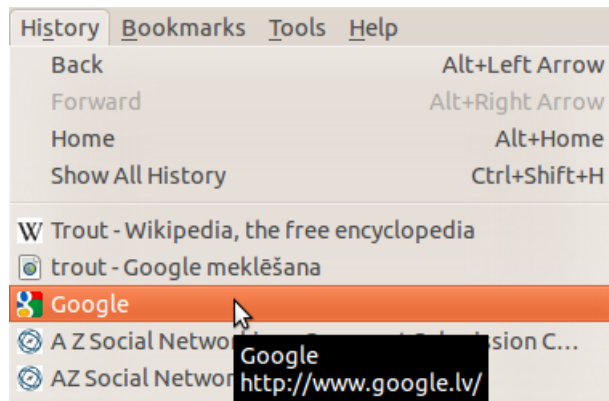 History Bookmarks Tools Help
Back Alt+Left Arrow
Forward Alt+Right Arrow
Home Alt+Home
Show All History Ctrl+Shift+H
W Trout - Wikipedia, the free encyclopedia
trout - Google meklēšana
Google
A Z Social Networ sion C...
AZ Social Networ
Google
http://www.google.lv/